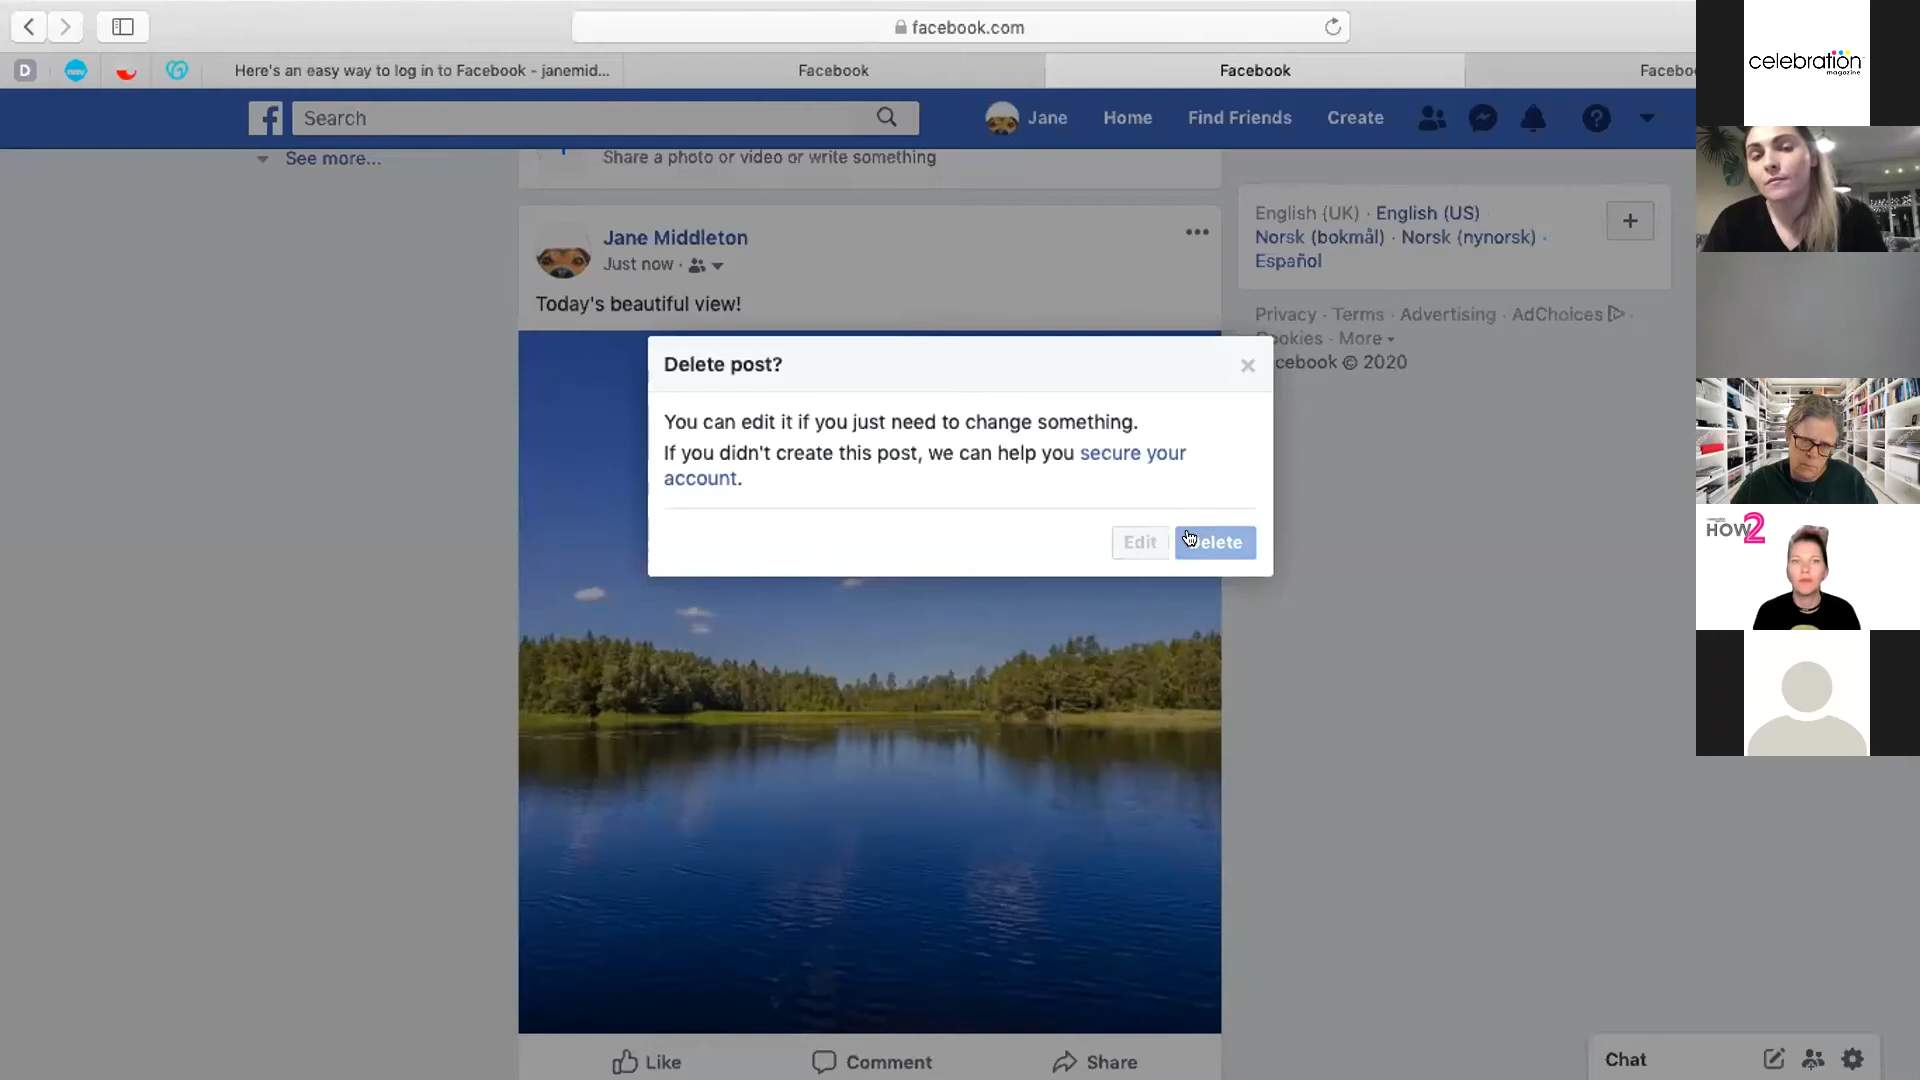 facebook.com
D
Here's an easy way to log in to Facebook - janemid...
Facebook
Facebook
Search
Jane
Home
Find Friends
Create
See more...
Share a photo or video or write something
Jane Middleton
Just now ·
Today's beautiful view!
English (UK) · English (US)
Norsk (bokmål) · Norsk (nynorsk) ·
Español
Privacy · Terms · Advertising · AdChoices ·
More
© 2020
Delete post?
You can edit it if you just need to change something.
If you didn't create this post, we can help you secure your
account.
Edit
Delete
Like
Comment
Share
Chat
celebration
magazine
HOW2